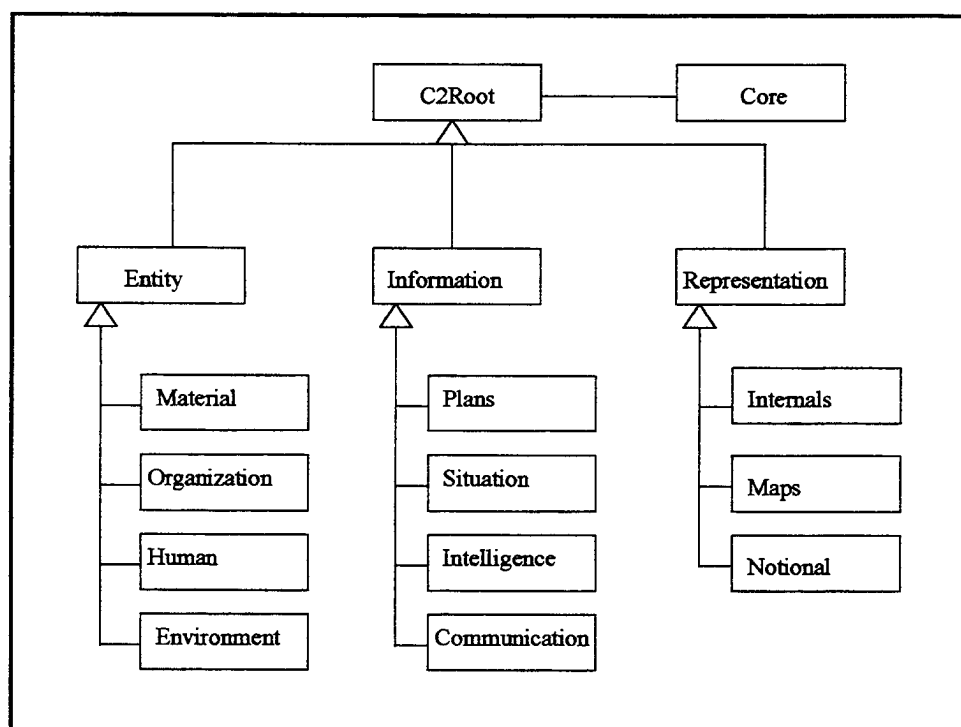 C2Root
Core
Entity
Information
Representation
Material
Plans
Internals
Organization
Situation
Maps
Human
Intelligence
Notional
Environment
Communication